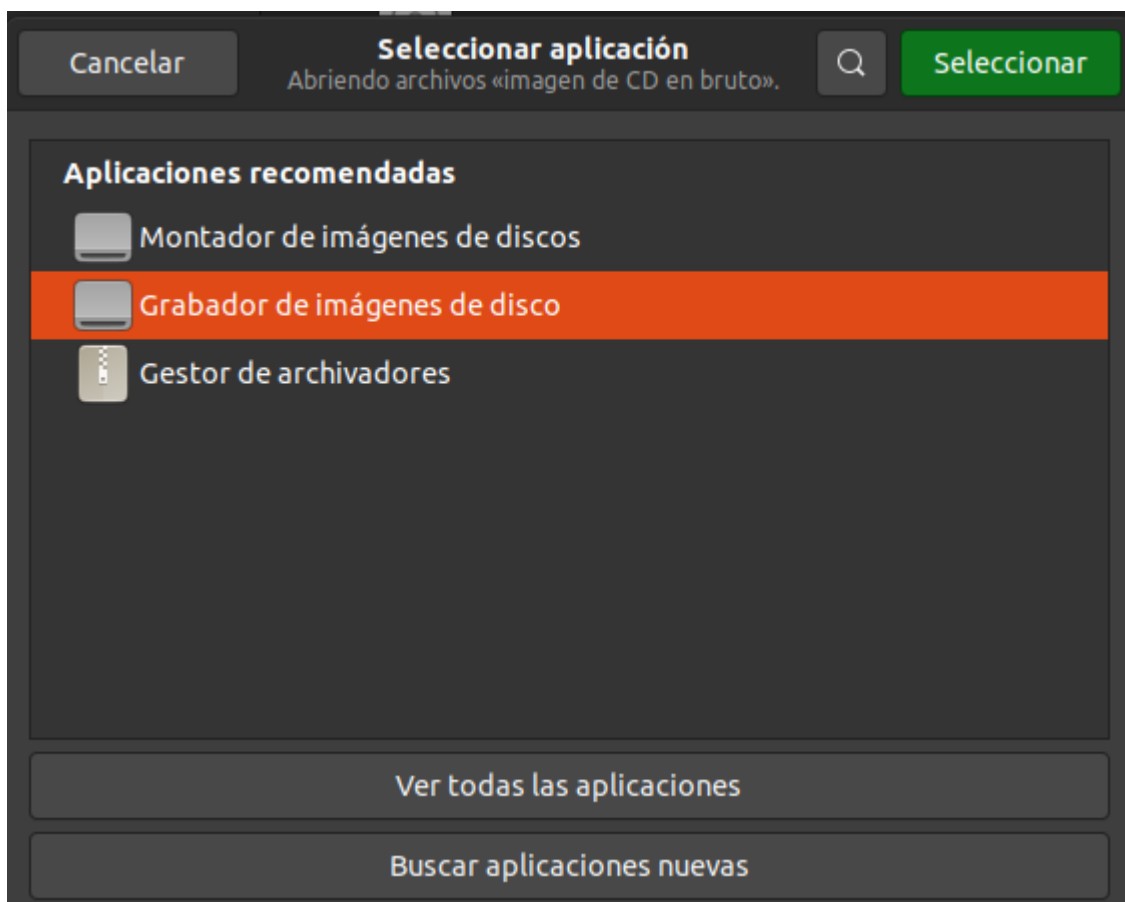 Cancelar
Seleccionar aplicación
Abriendo archivos «imagen de CD en bruto».
Seleccionar
Aplicaciones recomendadas
Montador de imágenes de discos
Grabador de imágenes de disco
Gestor de archivadores
Ver todas las aplicaciones
Buscar aplicaciones nuevas